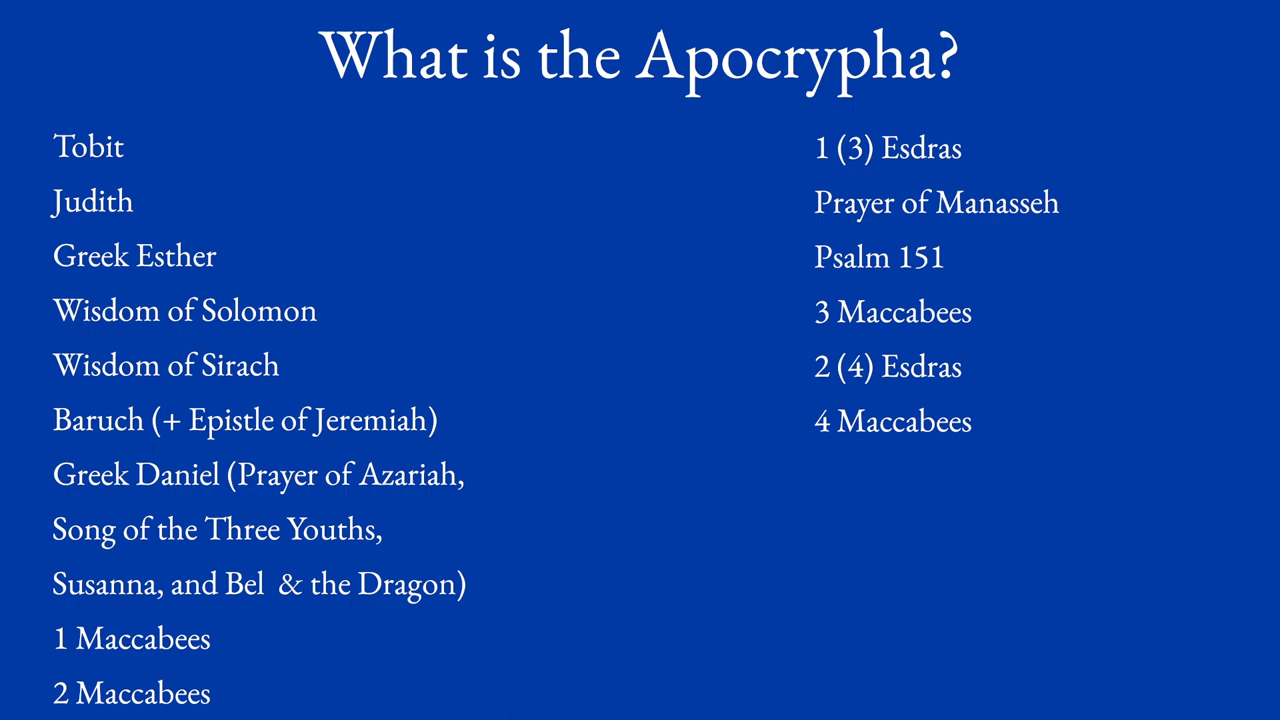 What is the Apocrypha?
Tobit
Judith
Greek Esther
Wisdom of Solomon
Wisdom of Sirach
Baruch (+ Epistle of Jeremiah)
Greek Daniel (Prayer of Azariah,
Song of the Three Youths,
Susanna, and Bel & the Dragon)
1 Maccabees
2 Maccabees
1 (3) Esdras
Prayer of Manasseh
Psalm 151
3 Maccabees
2 (4) Esdras
4 Maccabees